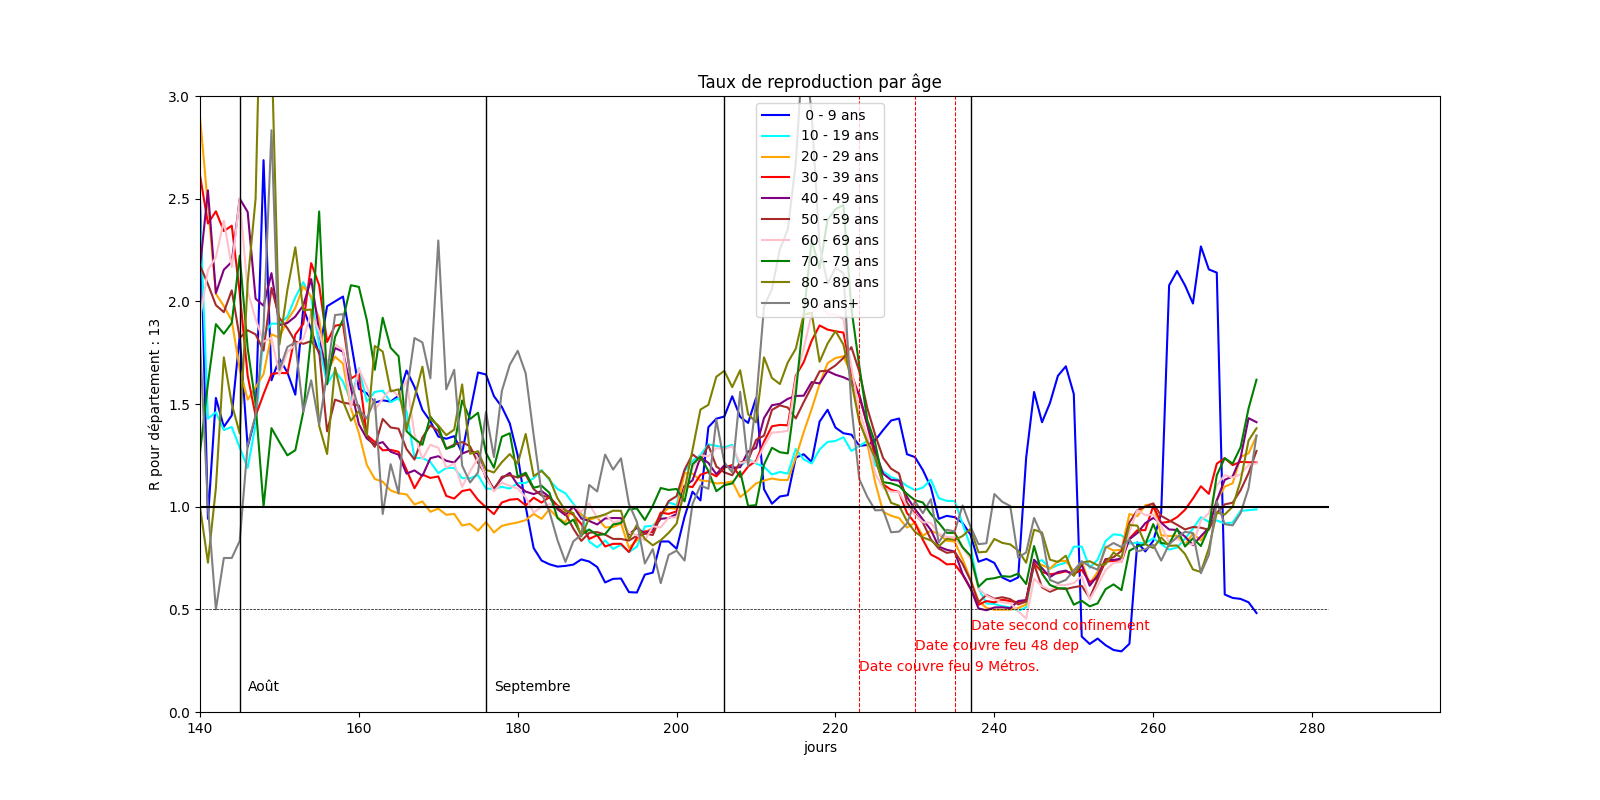 Taux de reproduction par âge
R pour département : 13
3.0
2.5
2.0
1.5
1.0
0.5
0.0
0 - 9 ans
10 - 19 ans
20 - 29 ans
30 - 39 ans
40 - 49 ans
50 - 59 ans
60 - 69 ans
70 - 79 ans
80 - 89 ans
90 ans+
Date second confinement
Date couvre feu 48 dep
Date couvre feu 9 Métros.
Août
Septembre
140
160
180
200
220
240
260
280
jours